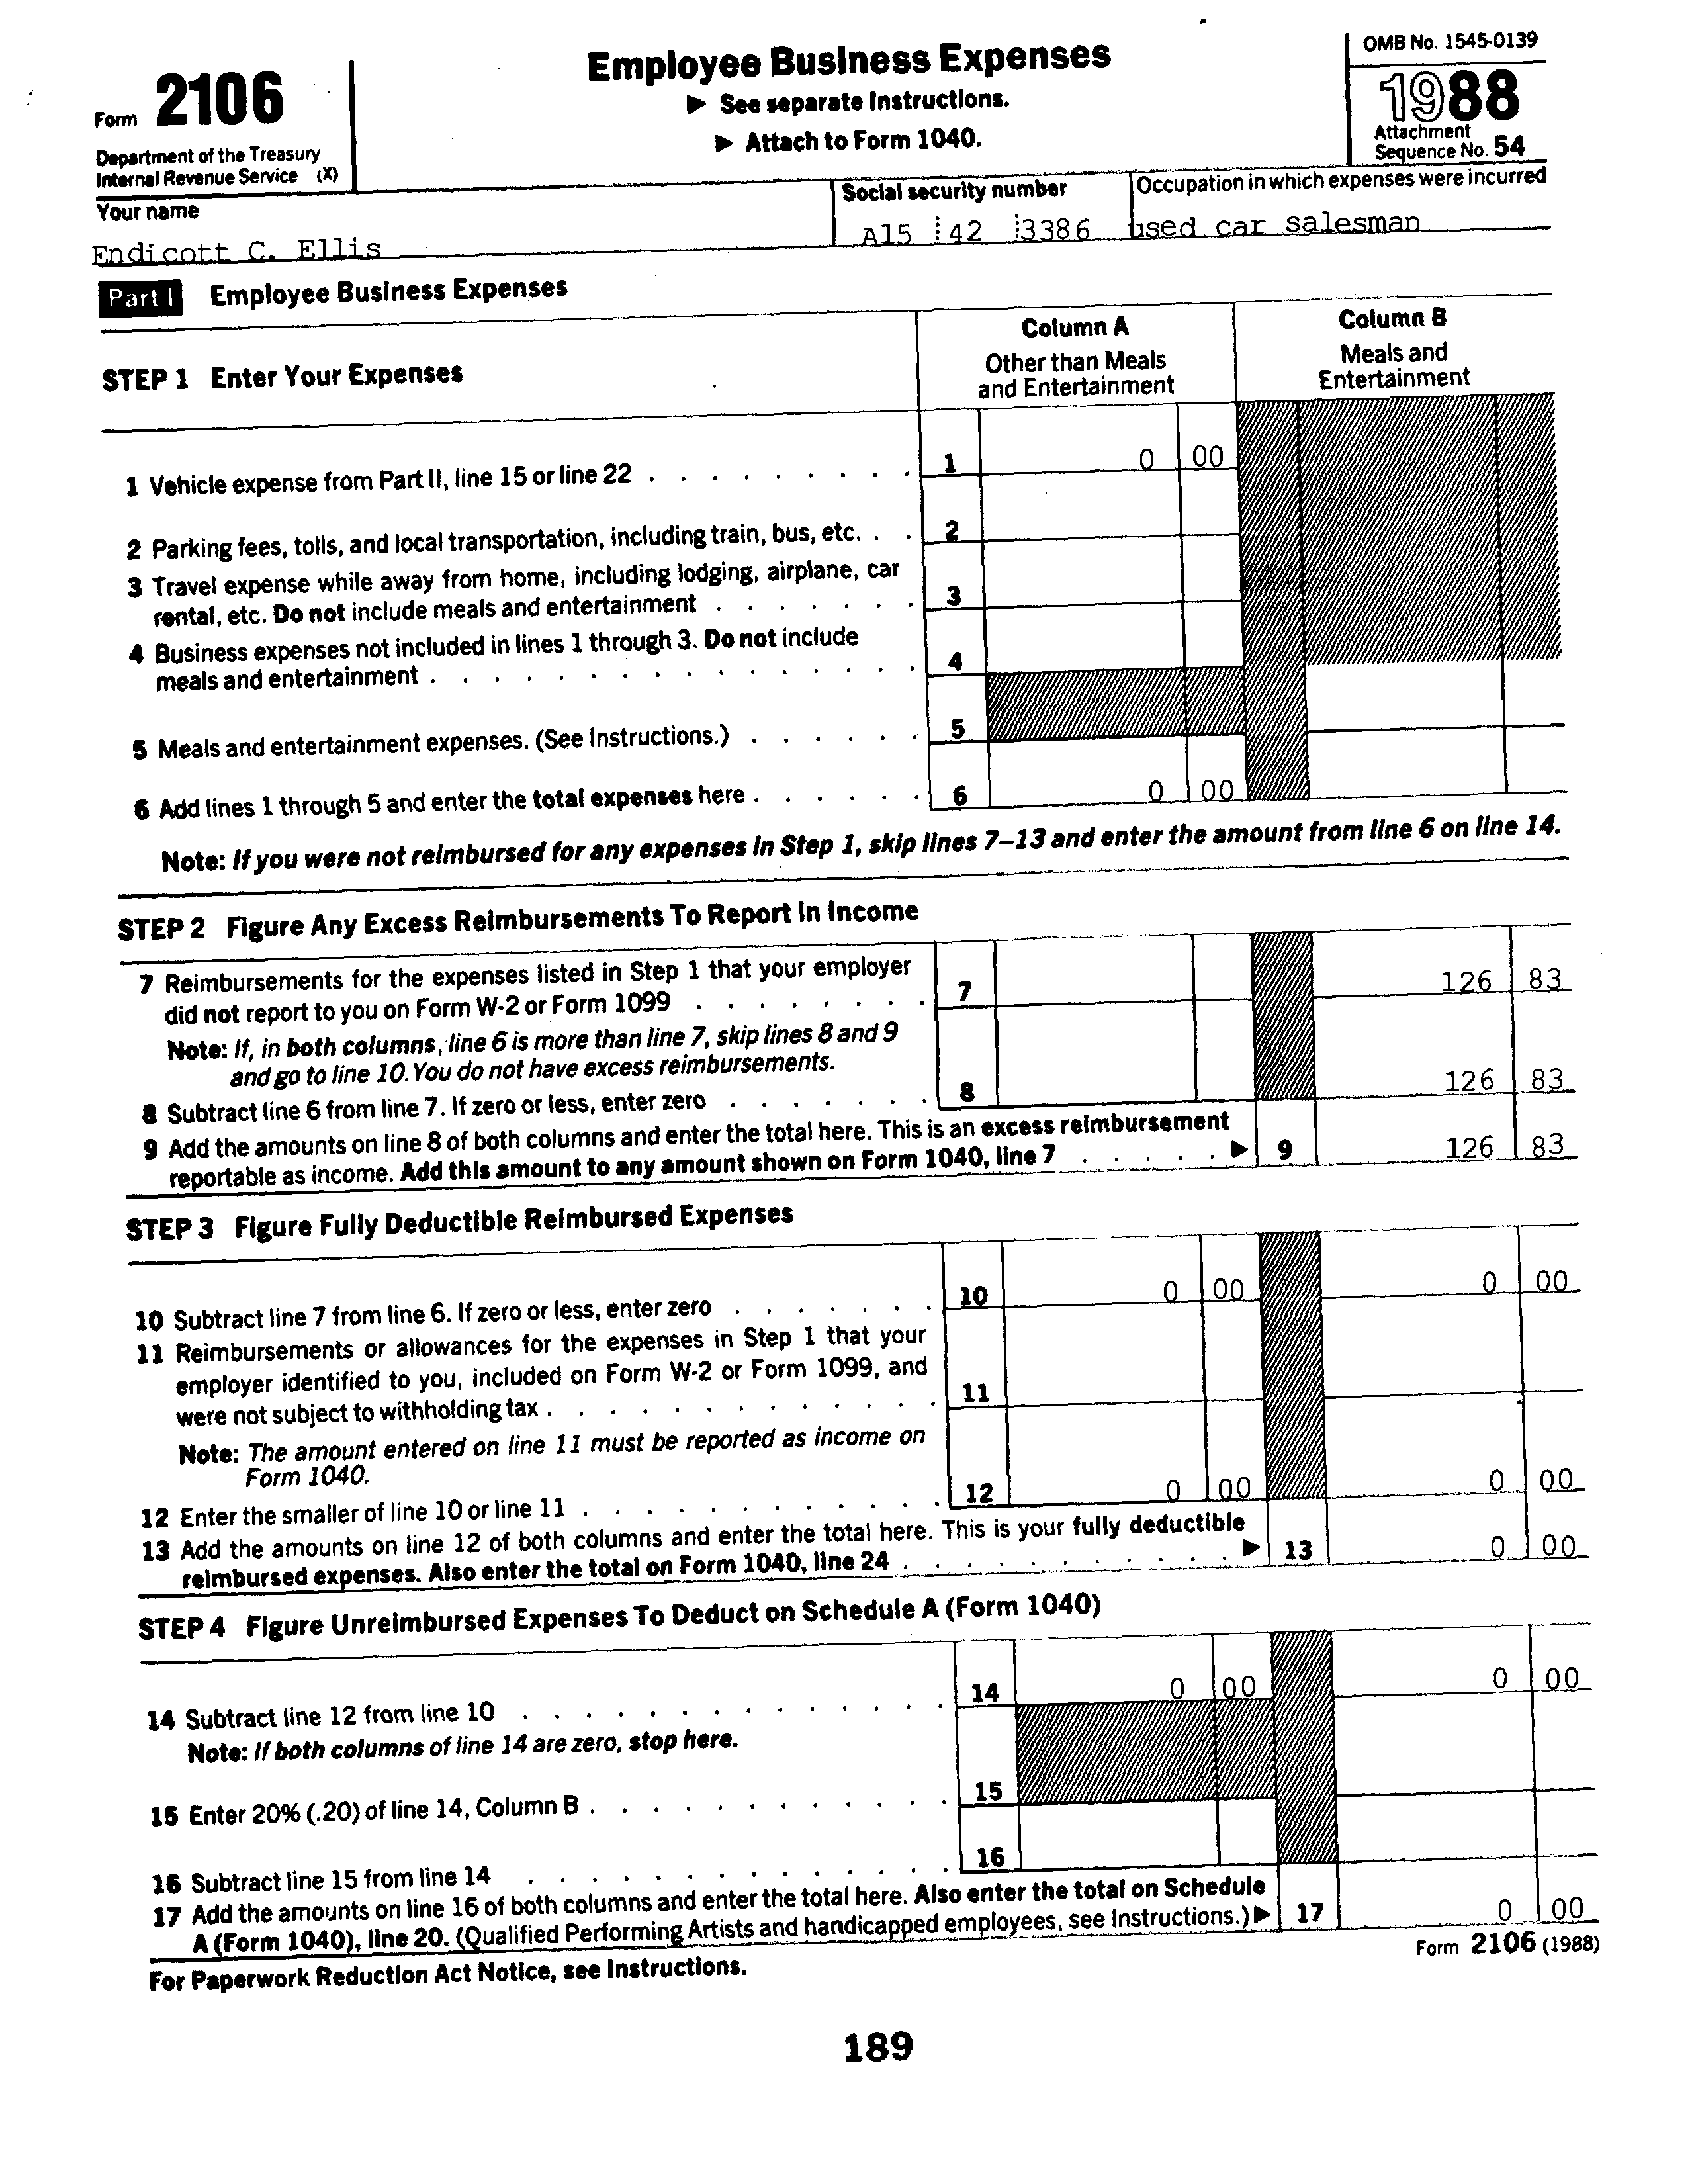 Form 2106
Department of the Treasury
Internal Revenue Service (X)
Employee Business Expenses
▶ See separate Instructions.
▶ Attach to Form 1040.
OMB No. 1545-0139
1988
Attachment
Sequence No. 54
Your name
Endicott C. Ellis
Social security number
A15 42 3386
Occupation in which expenses were incurred
used car salesman
Part I Employee Business Expenses
STEP 1 Enter Your Expenses
Column A
Other than Meals
and Entertainment
Column B
Meals and
Entertainment
1 Vehicle expense from Part II, line 15 or line 22 . . . . . . . . . 1 0 00
2 Parking fees, tolls, and local transportation, including train, bus, etc. . . 2
3 Travel expense while away from home, including lodging, airplane, car
rental, etc. Do not include meals and entertainment . . . . . . . 3
4 Business expenses not included in lines 1 through 3. Do not include
meals and entertainment . . . . . . . . . . . . . . . 4
5 Meals and entertainment expenses. (See Instructions.) . . . . . . 5
6 Add lines 1 through 5 and enter the total expenses here . . . . . . 6 0 00
Note: If you were not reimbursed for any expenses in Step 1, skip lines 7–13 and enter the amount from line 6 on line 14.
STEP 2 Figure Any Excess Reimbursements To Report In Income
7 Reimbursements for the expenses listed in Step 1 that your employer
did not report to you on Form W-2 or Form 1099 . . . . . . . . 7 126 83
Note: If, in both columns, line 6 is more than line 7, skip lines 8 and 9
and go to line 10. You do not have excess reimbursements.
8 Subtract line 6 from line 7. If zero or less, enter zero . . . . . . . 8 126 83
9 Add the amounts on line 8 of both columns and enter the total here. This is an excess reimbursement
reportable as income. Add this amount to any amount shown on Form 1040, line 7 . . . . . ▶ 9 126 83
STEP 3 Figure Fully Deductible Reimbursed Expenses
10 Subtract line 7 from line 6. If zero or less, enter zero . . . . . . . 10 0 00 0 00
11 Reimbursements or allowances for the expenses in Step 1 that your
employer identified to you, included on Form W-2 or Form 1099, and
were not subject to withholding tax . . . . . . . . . . . . . 11
Note: The amount entered on line 11 must be reported as income on
Form 1040.
12 Enter the smaller of line 10 or line 11 . . . . . . . . . . . . 12 0 00 0 00
13 Add the amounts on line 12 of both columns and enter the total here. This is your fully deductible
reimbursed expenses. Also enter the total on Form 1040, line 24 . . . . . . . . . . . ▶ 13 0 00
STEP 4 Figure Unreimbursed Expenses To Deduct on Schedule A (Form 1040)
14 Subtract line 12 from line 10 . . . . . . . . . . . . . . 14 0 00 0 00
Note: If both columns of line 14 are zero, stop here.
15 Enter 20% (.20) of line 14, Column B . . . . . . . . . . . . 15
16 Subtract line 15 from line 14 . . . . . . . . . . . . . . 16
17 Add the amounts on line 16 of both columns and enter the total here. Also enter the total on Schedule
A (Form 1040), line 20. (Qualified Performing Artists and handicapped employees, see Instructions.) ▶ 17 0 00
For Paperwork Reduction Act Notice, see Instructions.
Form 2106 (1988)
189